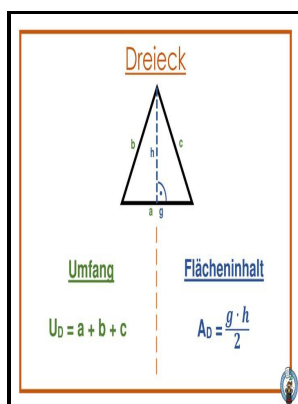 Dreieck
b
c
h
a g
Umfang
Flächeninhalt
U_D = a + b + c
A_D = g · h / 2